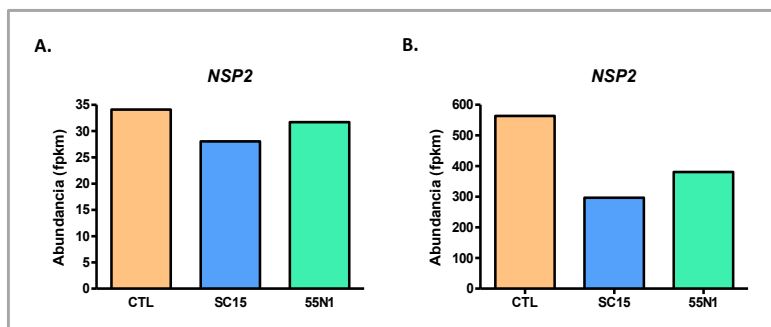 A.
NSP2
Abundancia (fpkm)
35
30
25
20
15
10
5
0
CTL SC15 55N1
B.
NSP2
Abundancia (fpkm)
600
500
400
300
200
100
0
CTL SC15 55N1